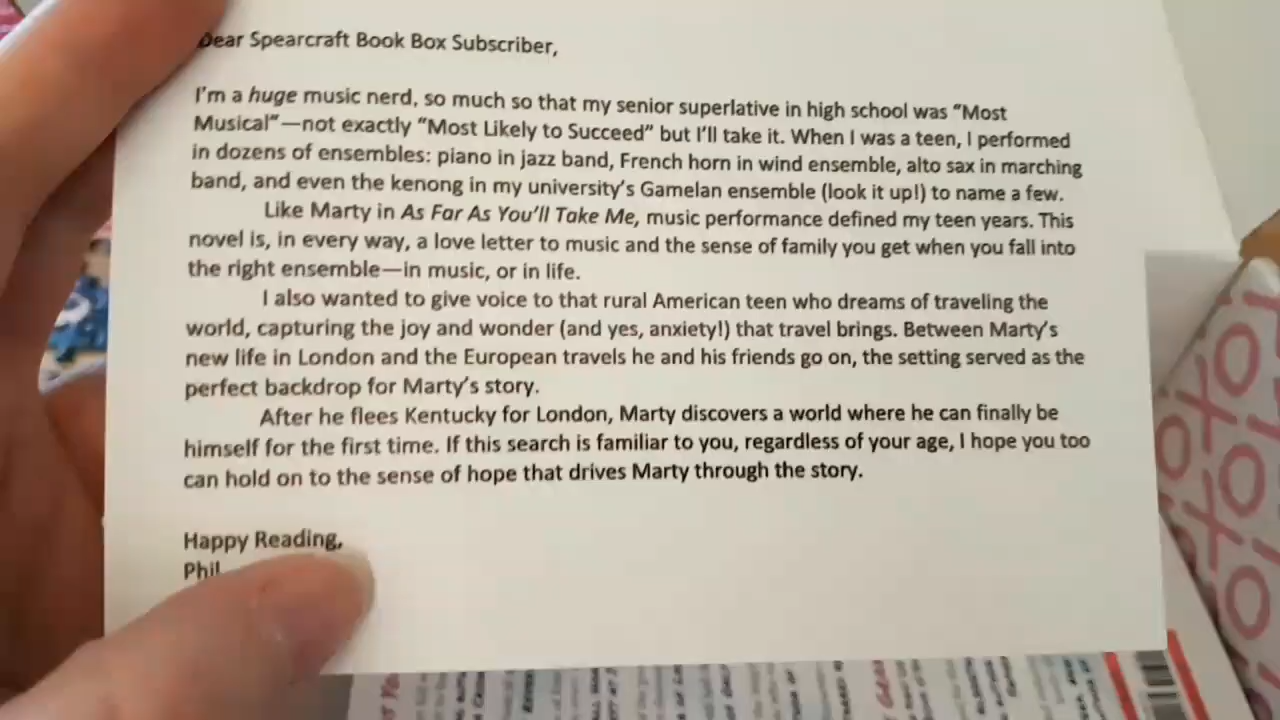 Dear Spearcraft Book Box Subscriber,
I'm a huge music nerd, so much so that my senior superlative in high school was “Most
Musical”—not exactly “Most Likely to Succeed” but I'll take it. When I was a teen, I performed
in dozens of ensembles: piano in jazz band, French horn in wind ensemble, alto sax in marching
band, and even the kenong in my university's Gamelan ensemble (look it up!) to name a few.
Like Marty in As Far As You'll Take Me, music performance defined my teen years. This
novel is, in every way, a love letter to music and the sense of family you get when you fall into
the right ensemble—in music, or in life.
I also wanted to give voice to that rural American teen who dreams of traveling the
world, capturing the joy and wonder (and yes, anxiety!) that travel brings. Between Marty's
new life in London and the European travels he and his friends go on, the setting served as the
perfect backdrop for Marty's story.
After he flees Kentucky for London, Marty discovers a world where he can finally be
himself for the first time. If this search is familiar to you, regardless of your age, I hope you too
can hold on to the sense of hope that drives Marty through the story.
Happy Reading,
Phil